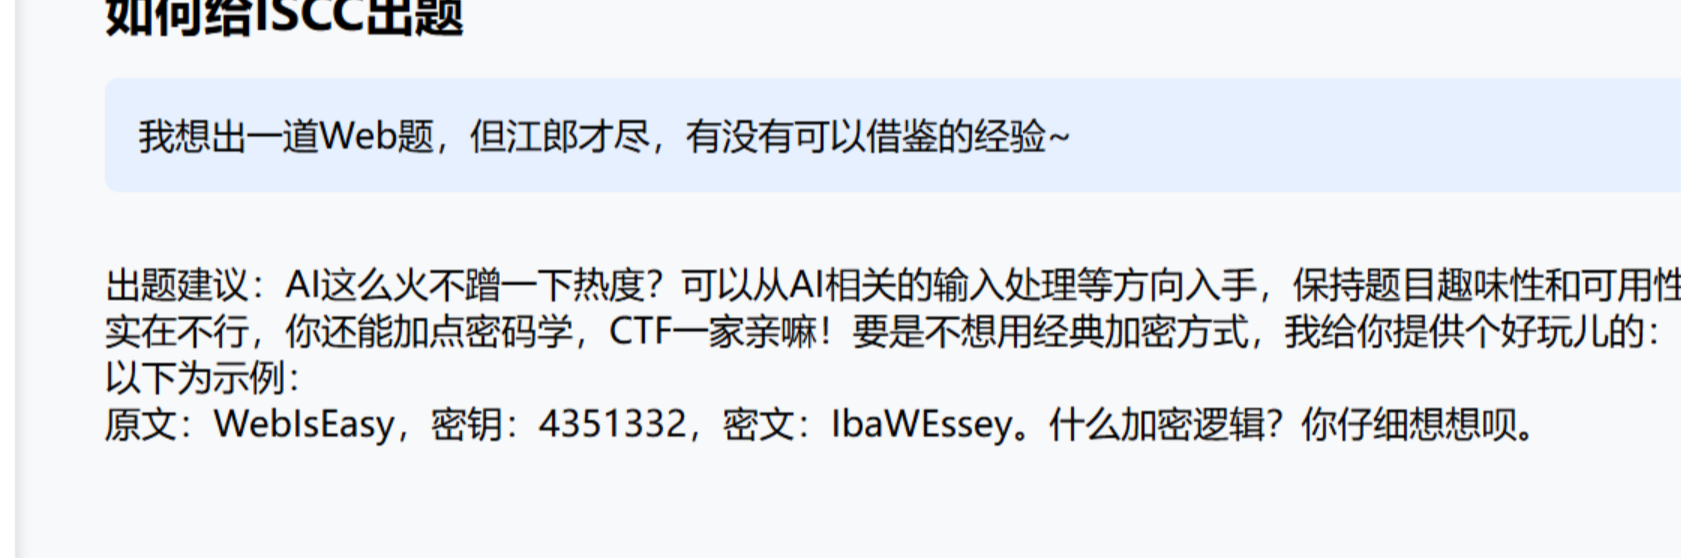 如何给ISCC出题
我想出一道Web题，但江郎才尽，有没有可以借鉴的经验~
出题建议：AI这么火不蹭一下热度？可以从AI相关的输入处理等方向入手，保持题目趣味性和可用性
实在不行，你还能加点密码学，CTF一家亲嘛！要是不想用经典加密方式，我给你提供个好玩儿的：
以下为示例：
原文：WebIsEasy，密钥：4351332，密文：IbaWEssey。什么加密逻辑？你仔细想想呗。